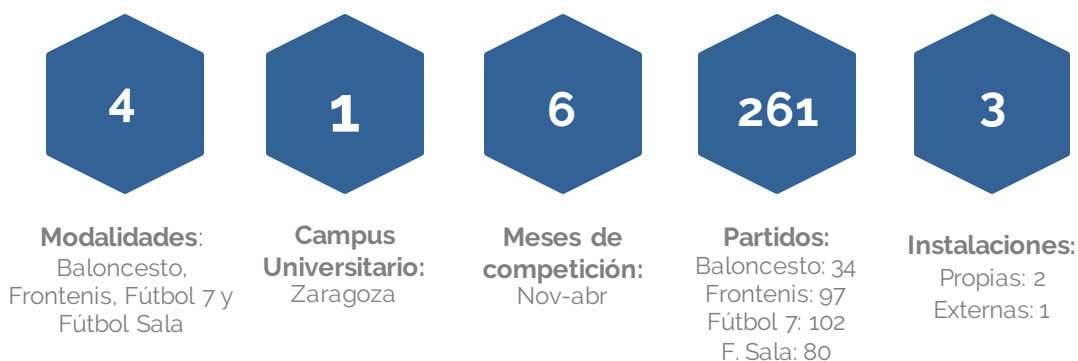 4
1
6
261
3
Modalidades:
Baloncesto,
Frontenis, Fútbol 7 y
Fútbol Sala
Campus
Universitario:
Zaragoza
Meses de
competición:
Nov-abr
Partidos:
Baloncesto: 34
Frontenis: 97
Fútbol 7: 102
F. Sala: 80
Instalaciones:
Propias: 2
Externas: 1